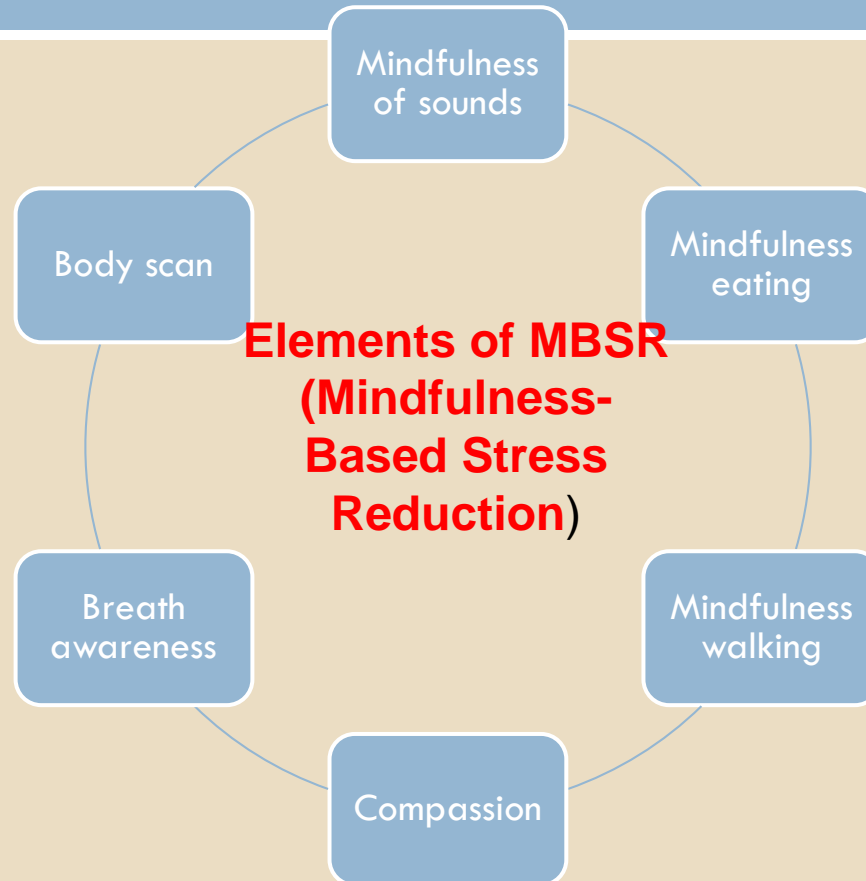 Mindfulness
of sounds
Mindfulness
eating
Mindfulness
walking
Compassion
Breath
awareness
Body scan
Elements of MBSR
(Mindfulness-
Based Stress
Reduction)